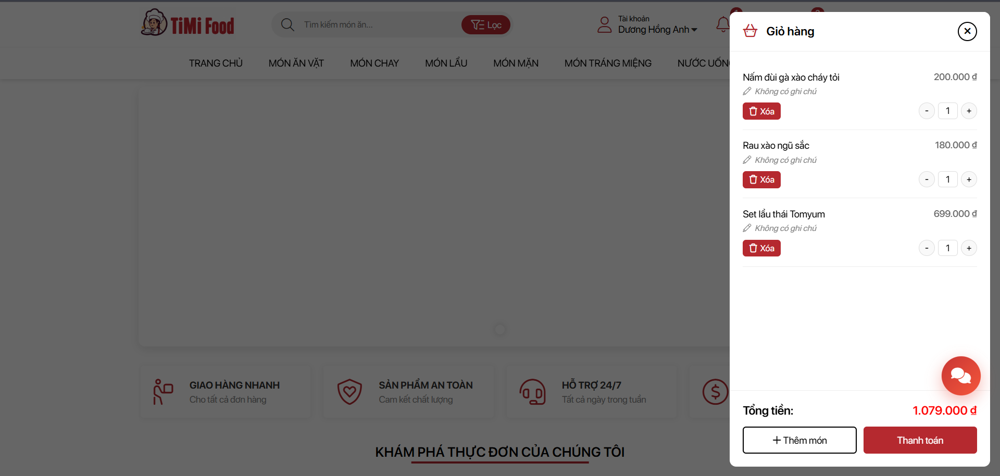 TiMi Food
Tìm kiếm món ăn...
Lọc
Tài khoản
Dương Hồng Anh
TRANG CHỦ
MÓN ĂN VẶT
MÓN CHAY
MÓN LẨU
MÓN MẶN
MÓN TRÁNG MIỆNG
NƯỚC UỐNG
GIAO HÀNG NHANH
Cho tất cả đơn hàng
SẢN PHẨM AN TOÀN
Cam kết chất lượng
HỖ TRỢ 24/7
Tất cả ngày trong tuần
KHÁM PHÁ THỰC ĐƠN CỦA CHÚNG TÔI
Giỏ hàng
Nấm đùi gà xào cháy tỏi
200.000 ₫
Không có ghi chú
Xóa
- 1 +
Rau xào ngũ sắc
180.000 ₫
Không có ghi chú
Xóa
- 1 +
Set lẩu thái Tomyum
699.000 ₫
Không có ghi chú
Xóa
- 1 +
Tổng tiền:
1.079.000 ₫
+ Thêm món
Thanh toán